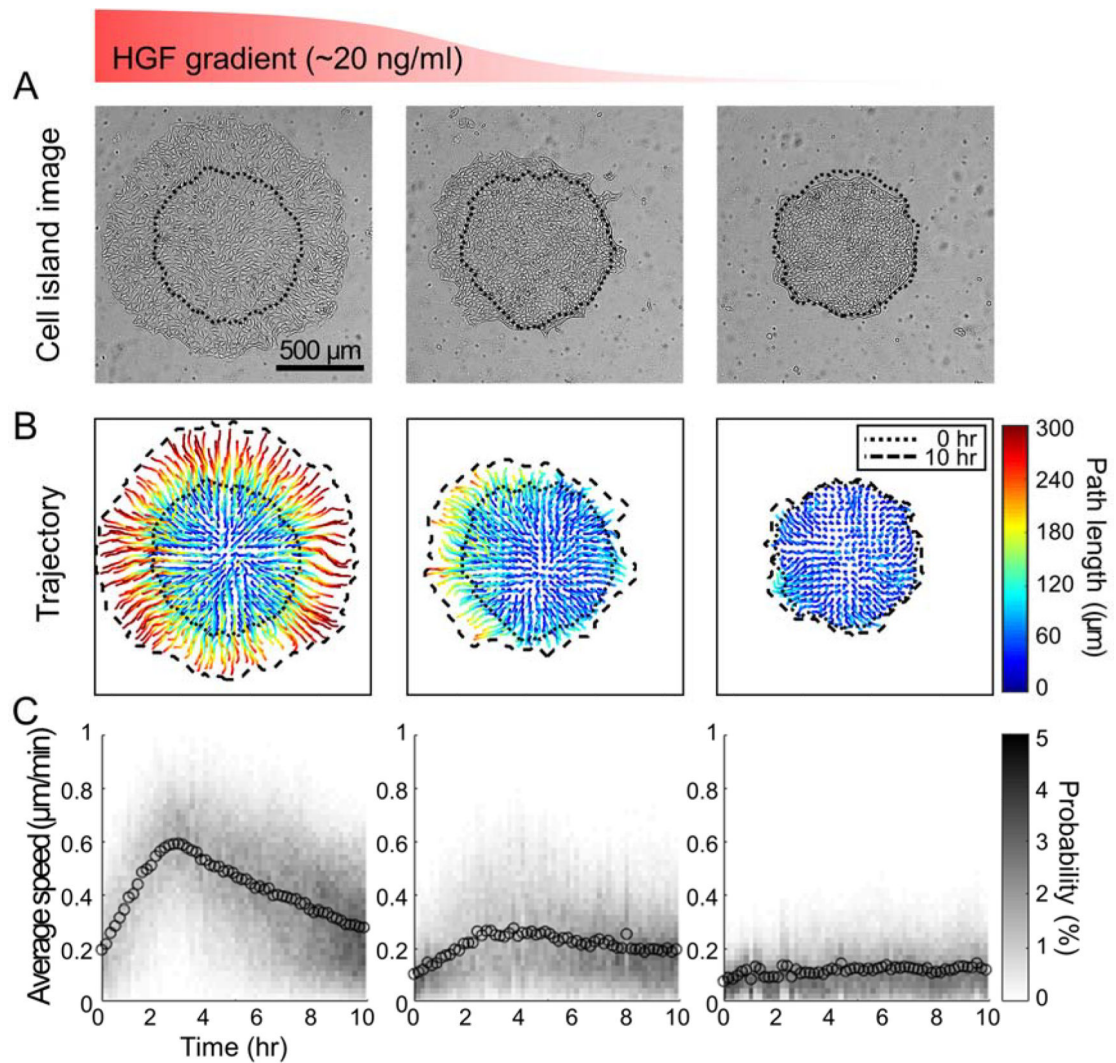 HGF gradient (~20 ng/ml)
A
Cell island image
500 µm
B
Trajectory
0 hr
10 hr
300
240
180
120
60
0
Path length ((µm)
C
Average speed (µm/min)
1
0.8
0.6
0.4
0.2
0
1
0.8
0.6
0.4
0.2
0
1
0.8
0.6
0.4
0.2
0
0 2 4 6 8 10
0 2 4 6 8 10
0 2 4 6 8 10
Time (hr)
5
4
3
2
1
0
Probability (%)